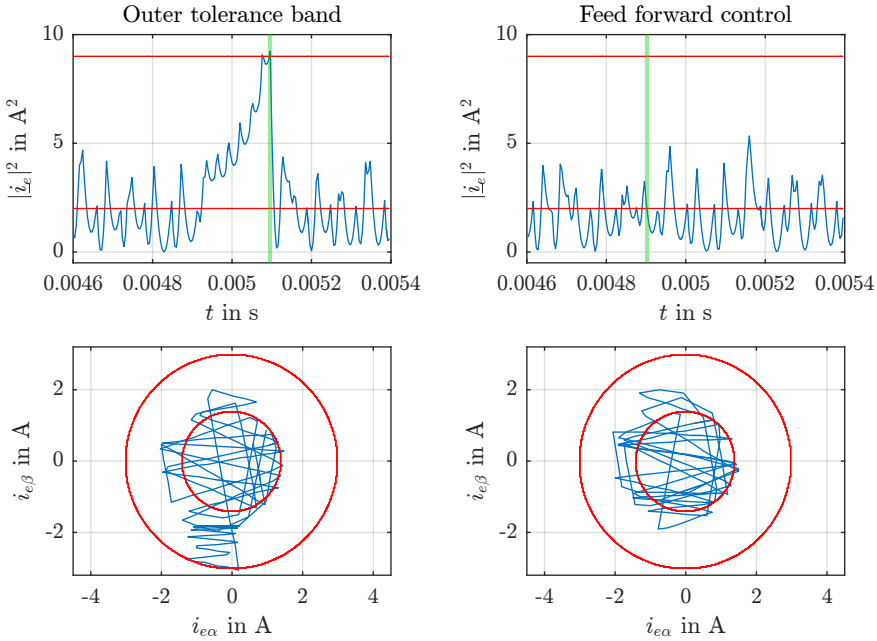 Outer tolerance band
Feed forward control
10
5
0
|i_e|² in A²
0.0046 0.0048 0.005 0.0052 0.0054
t in s
10
5
0
|i_e|² in A²
0.0046 0.0048 0.005 0.0052 0.0054
t in s
2
0
-2
i_eβ in A
-4 -2 0 2 4
i_eα in A
2
0
-2
i_eβ in A
-4 -2 0 2 4
i_eα in A